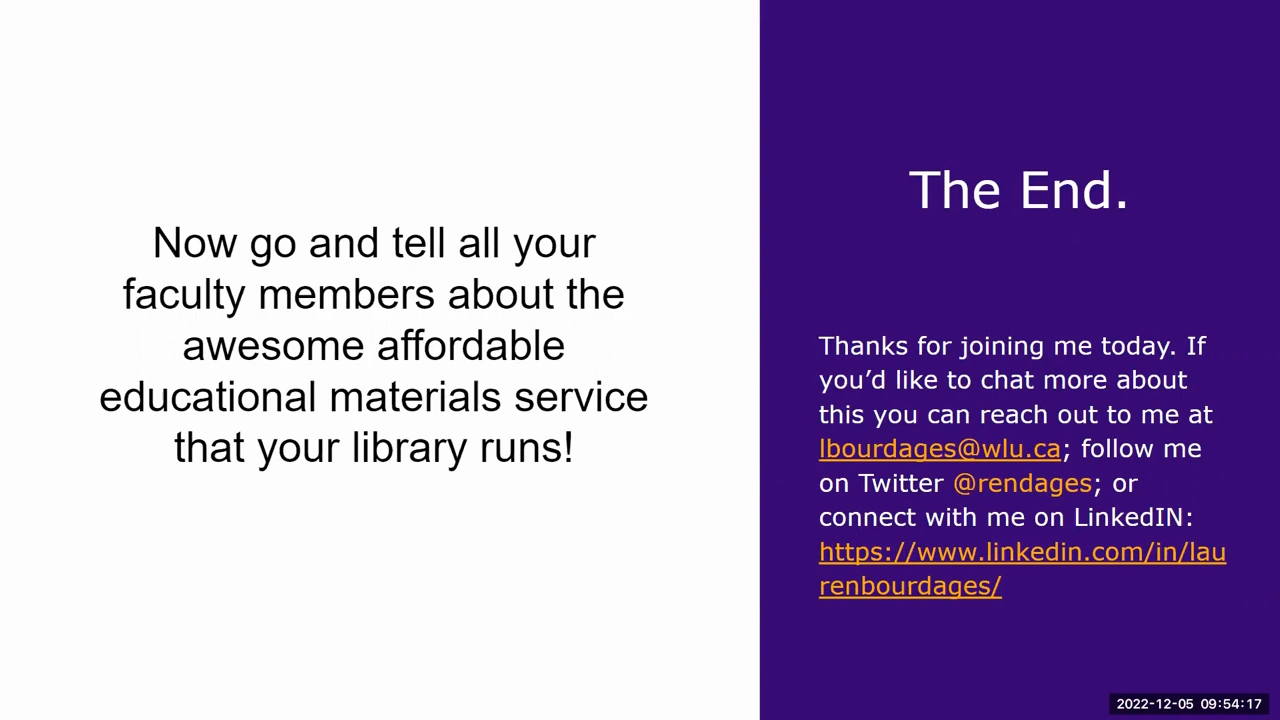 Now go and tell all your
faculty members about the
awesome affordable
educational materials service
that your library runs!
The End.
Thanks for joining me today. If
you’d like to chat more about
this you can reach out to me at
lbourdages@wlu.ca; follow me
on Twitter @rendages; or
connect with me on LinkedIN:
https://www.linkedin.com/in/lau
renbourdages/
2022-12-05 09:54:17